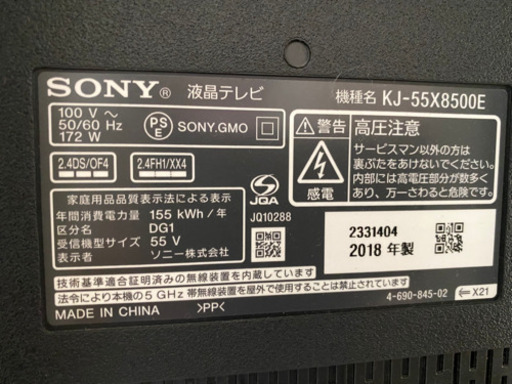 SONY® 液晶テレビ
機種名 KJ-55X8500E
100 V～
50/60 Hz
172 W
PSE
SONY.GMO
2.4DS/OF4
2.4FH1/XX4
家庭用品品質表示法による表示
年間消費電力量 155 kWh/年
区分名 DG1
受信機型サイズ 55 V
ソニー株式会社
JQA
JQ10288
警告
感電
高圧注意
サービスマン以外の方は
裏ぶたをあけないでください。
内部には高電圧部分が数多く
あり、万一さわると危険です。
2331404
2018 年製
技術基準適合証明済みの無線装置を内蔵しています
法令により本機の5 GHz 帯無線装置を屋外で使用することは禁止されています
MADE IN CHINA
>PP<
4-690-845-02
X21